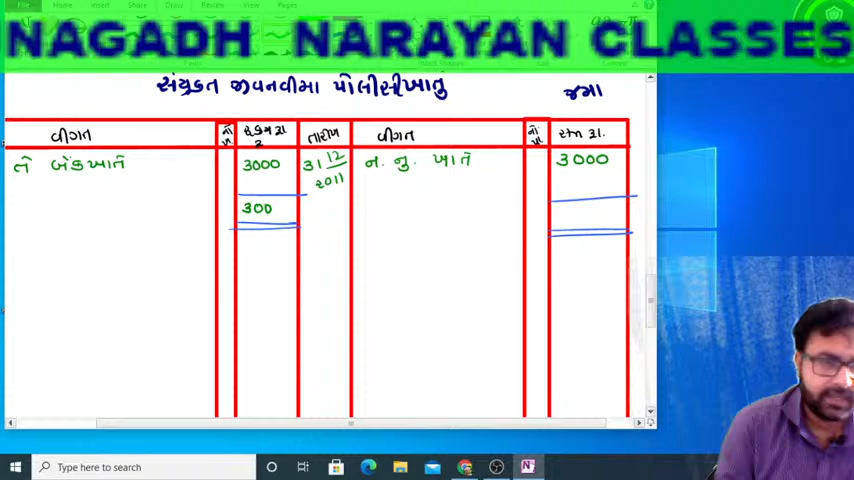 NAGADH NARAYAN CLASSES
સંયુકત જીવનવીમા પોલીસીખાતુ
જમા
વીગત રકમ રા તારીખ વીગત રકમ રા.
તે બેંકખાતે 3000 31/12/2011 ન. નુ. ખાતે 3000
300
Type here to search